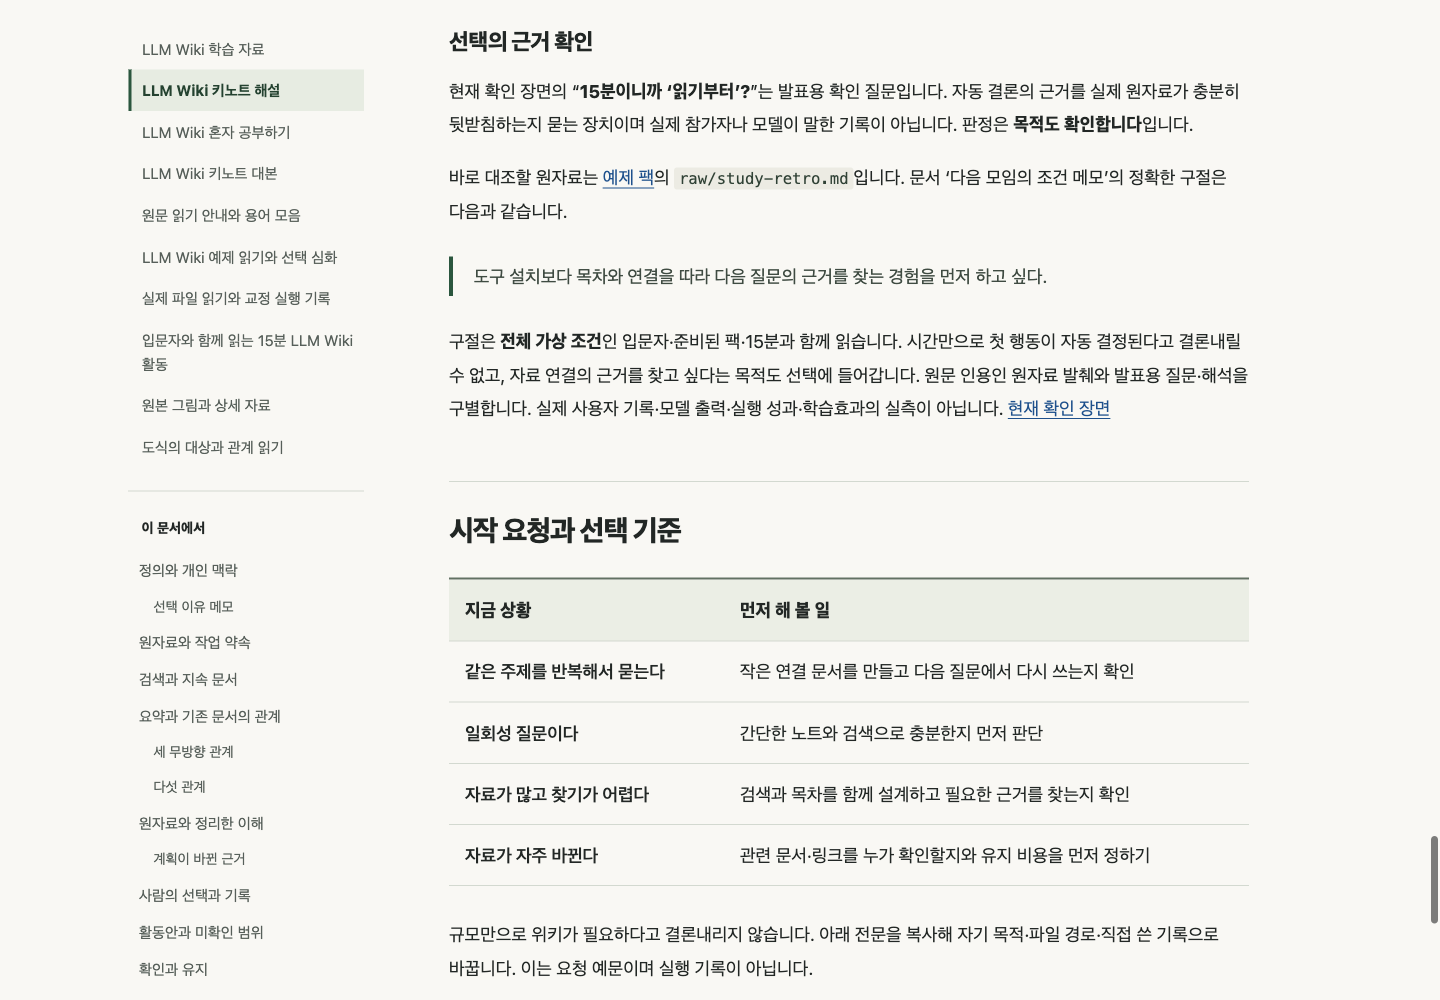 LLM Wiki 학습 자료
LLM Wiki 키노트 해설
LLM Wiki 혼자 공부하기
LLM Wiki 키노트 대본
원문 읽기 안내와 용어 모음
LLM Wiki 예제 읽기와 선택 심화
실제 파일 읽기와 교정 실행 기록
입문자와 함께 읽는 15분 LLM Wiki
활동
원본 그림과 상세 자료
도식의 대상과 관계 읽기
이 문서에서
정의와 개인 맥락
선택 이유 메모
원자료와 작업 약속
검색과 지속 문서
요약과 기존 문서의 관계
세 무방향 관계
다섯 관계
원자료와 정리한 이해
계획이 바뀐 근거
사람의 선택과 기록
활동안과 미확인 범위
확인과 유지
선택의 근거 확인
현재 확인 장면의 “15분이니까 ‘읽기부터’?”는 발표용 확인 질문입니다. 자동 결론의 근거를 실제 원자료가 충분히
뒷받침하는지 묻는 장치이며 실제 참가자나 모델이 말한 기록이 아닙니다. 판정은 목적도 확인합니다입니다.
바로 대조할 원자료는 예제 팩의 raw/study-retro.md입니다. 문서 ‘다음 모임의 조건 메모’의 정확한 구절은
다음과 같습니다.
도구 설치보다 목차와 연결을 따라 다음 질문의 근거를 찾는 경험을 먼저 하고 싶다.
구절은 전체 가상 조건인 입문자·준비된 팩·15분과 함께 읽습니다. 시간만으로 첫 행동이 자동 결정된다고 결론내릴
수 없고, 자료 연결의 근거를 찾고 싶다는 목적도 선택에 들어갑니다. 원문 인용인 원자료 발췌와 발표용 질문·해석을
구별합니다. 실제 사용자 기록·모델 출력·실행 성과·학습효과의 실측이 아닙니다. 현재 확인 장면
시작 요청과 선택 기준
지금 상황 먼저 해 볼 일
같은 주제를 반복해서 묻는다 작은 연결 문서를 만들고 다음 질문에서 다시 쓰는지 확인
일회성 질문이다 간단한 노트와 검색으로 충분한지 먼저 판단
자료가 많고 찾기가 어렵다 검색과 목차를 함께 설계하고 필요한 근거를 찾는지 확인
자료가 자주 바뀐다 관련 문서·링크를 누가 확인할지와 유지 비용을 먼저 정하기
규모만으로 위키가 필요하다고 결론내리지 않습니다. 아래 전문을 복사해 자기 목적·파일 경로·직접 쓴 기록으로
바꿉니다. 이는 요청 예문이며 실행 기록이 아닙니다.